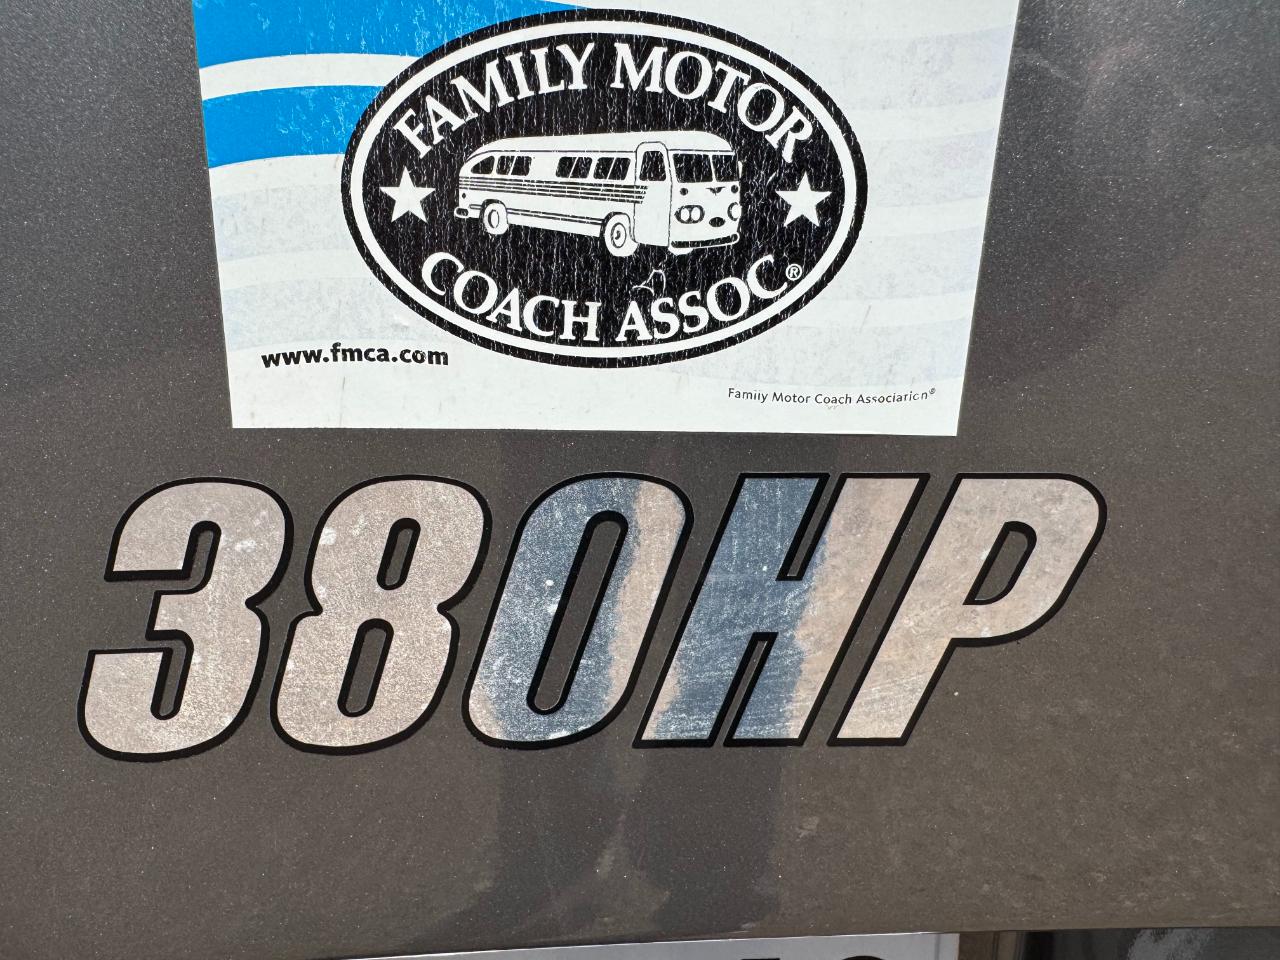 FAMILY MOTOR
COACH ASSOC®
www.fmca.com
Family Motor Coach Association®
380HP